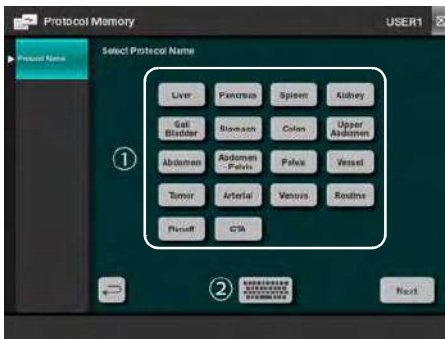 Protocol Memory
USER1
Protocol Name
Select Protocol Name
Liver Pancreas Spleen Kidney
Gall Bladder Stomach Colon Upper Abdomen
① Abdomen Abdomen - Pelvis Pelvis Vessel
Tumor Arterial Venous Routine
Runoff CTA
② Next